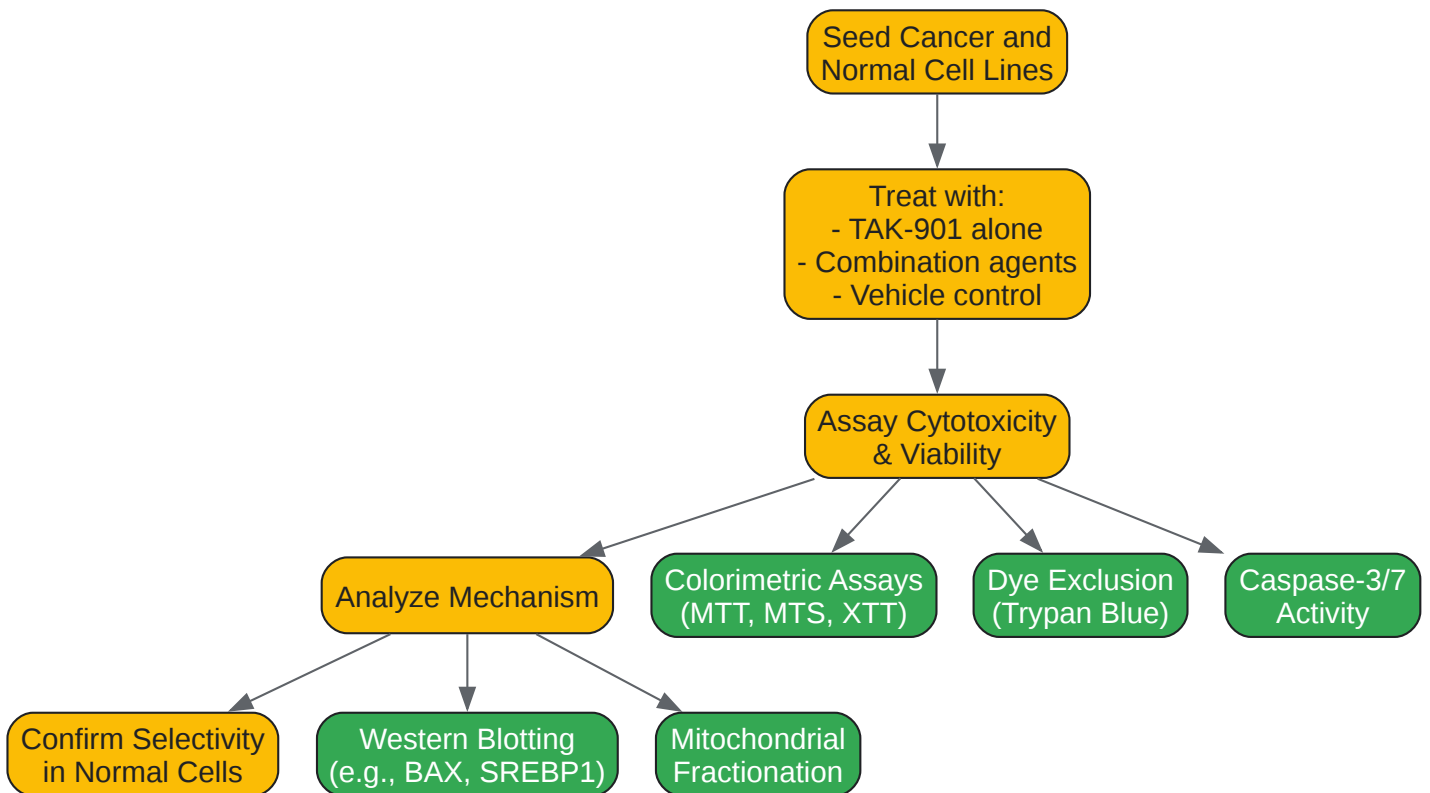 Seed Cancer and
Normal Cell Lines
Treat with:
- TAK-901 alone
- Combination agents
- Vehicle control
Assay Cytotoxicity
& Viability
Analyze Mechanism
Colorimetric Assays
(MTT, MTS, XTT)
Dye Exclusion
(Trypan Blue)
Caspase-3/7
Activity
Confirm Selectivity
in Normal Cells
Western Blotting
(e.g., BAX, SREBP1)
Mitochondrial
Fractionation